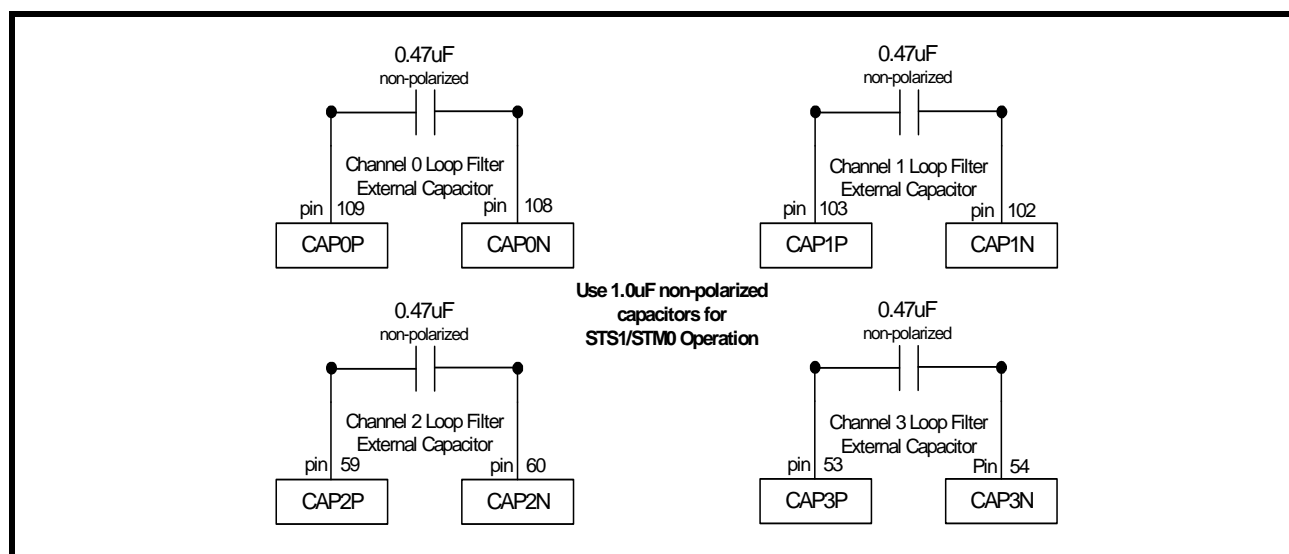 0.47uF
non-polarized
Channel 0 Loop Filter
External Capacitor
pin 109
pin 108
CAP0P
CAP0N
0.47uF
non-polarized
Channel 1 Loop Filter
External Capacitor
pin 103
pin 102
CAP1P
CAP1N
Use 1.0uF non-polarized
capacitors for
STS1/STM0 Operation
0.47uF
non-polarized
Channel 2 Loop Filter
External Capacitor
pin 59
pin 60
CAP2P
CAP2N
0.47uF
non-polarized
Channel 3 Loop Filter
External Capacitor
pin 53
Pin 54
CAP3P
CAP3N